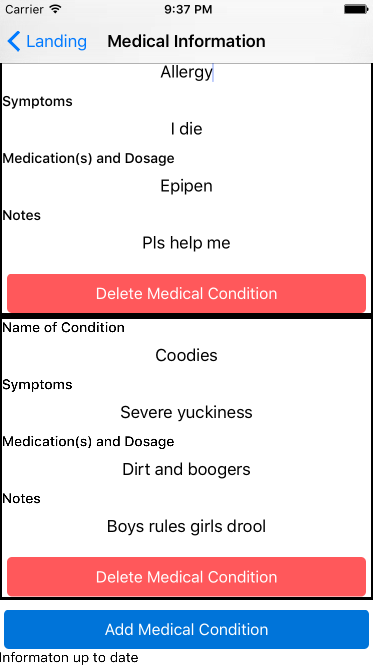 Carrier 9:37 PM
Landing Medical Information
Allergy
Symptoms
I die
Medication(s) and Dosage
Epipen
Notes
Pls help me
Delete Medical Condition
Name of Condition
Coodies
Symptoms
Severe yuckiness
Medication(s) and Dosage
Dirt and boogers
Notes
Boys rules girls drool
Delete Medical Condition
Add Medical Condition
Informaton up to date